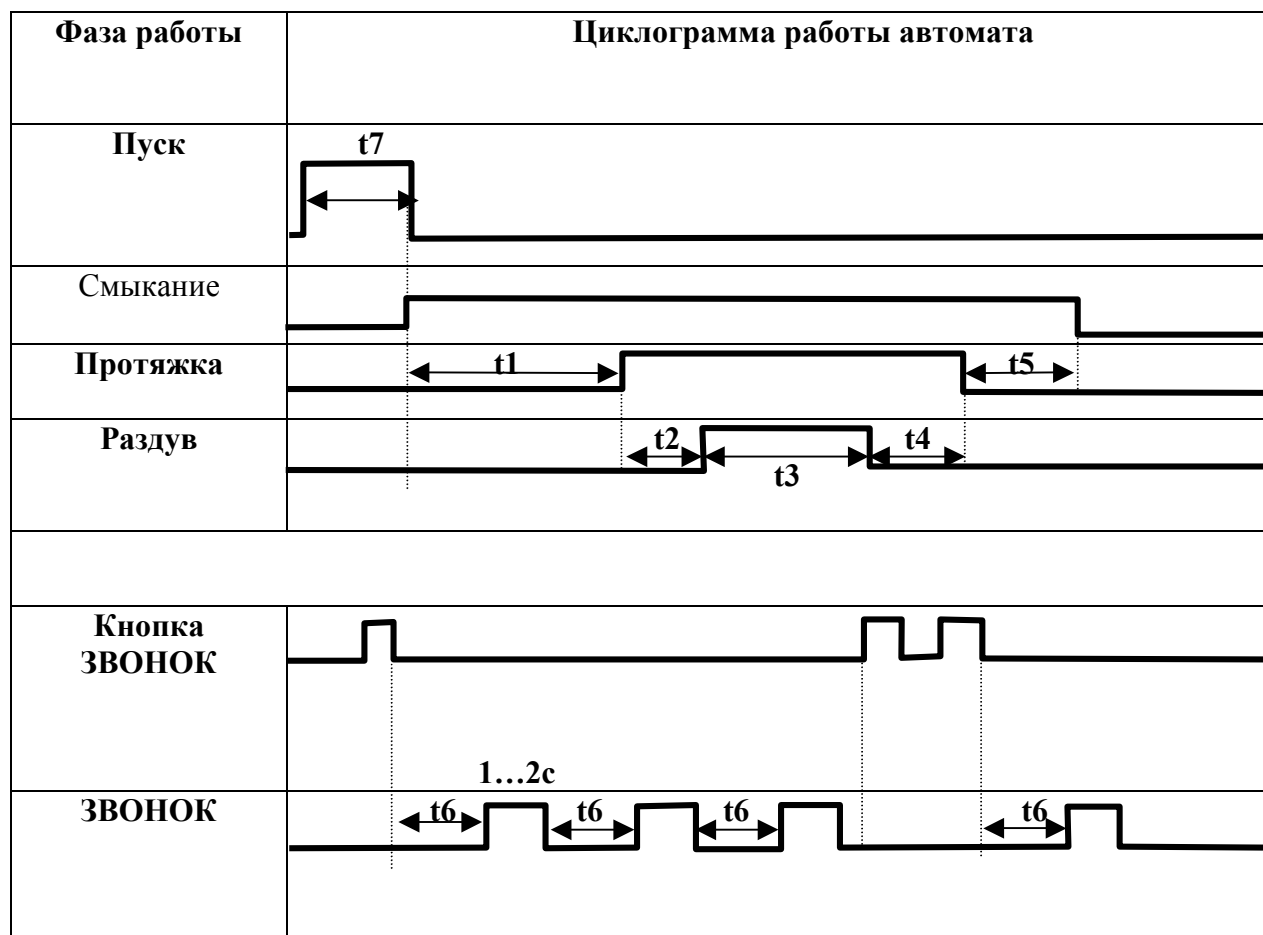 Фаза работы
Циклограмма работы автомата
Пуск
t7
Смыкание
Протяжка
t1
t5
Раздув
t2
t4
t3
Кнопка
ЗВОНОК
1…2с
ЗВОНОК
t6
t6
t6
t6